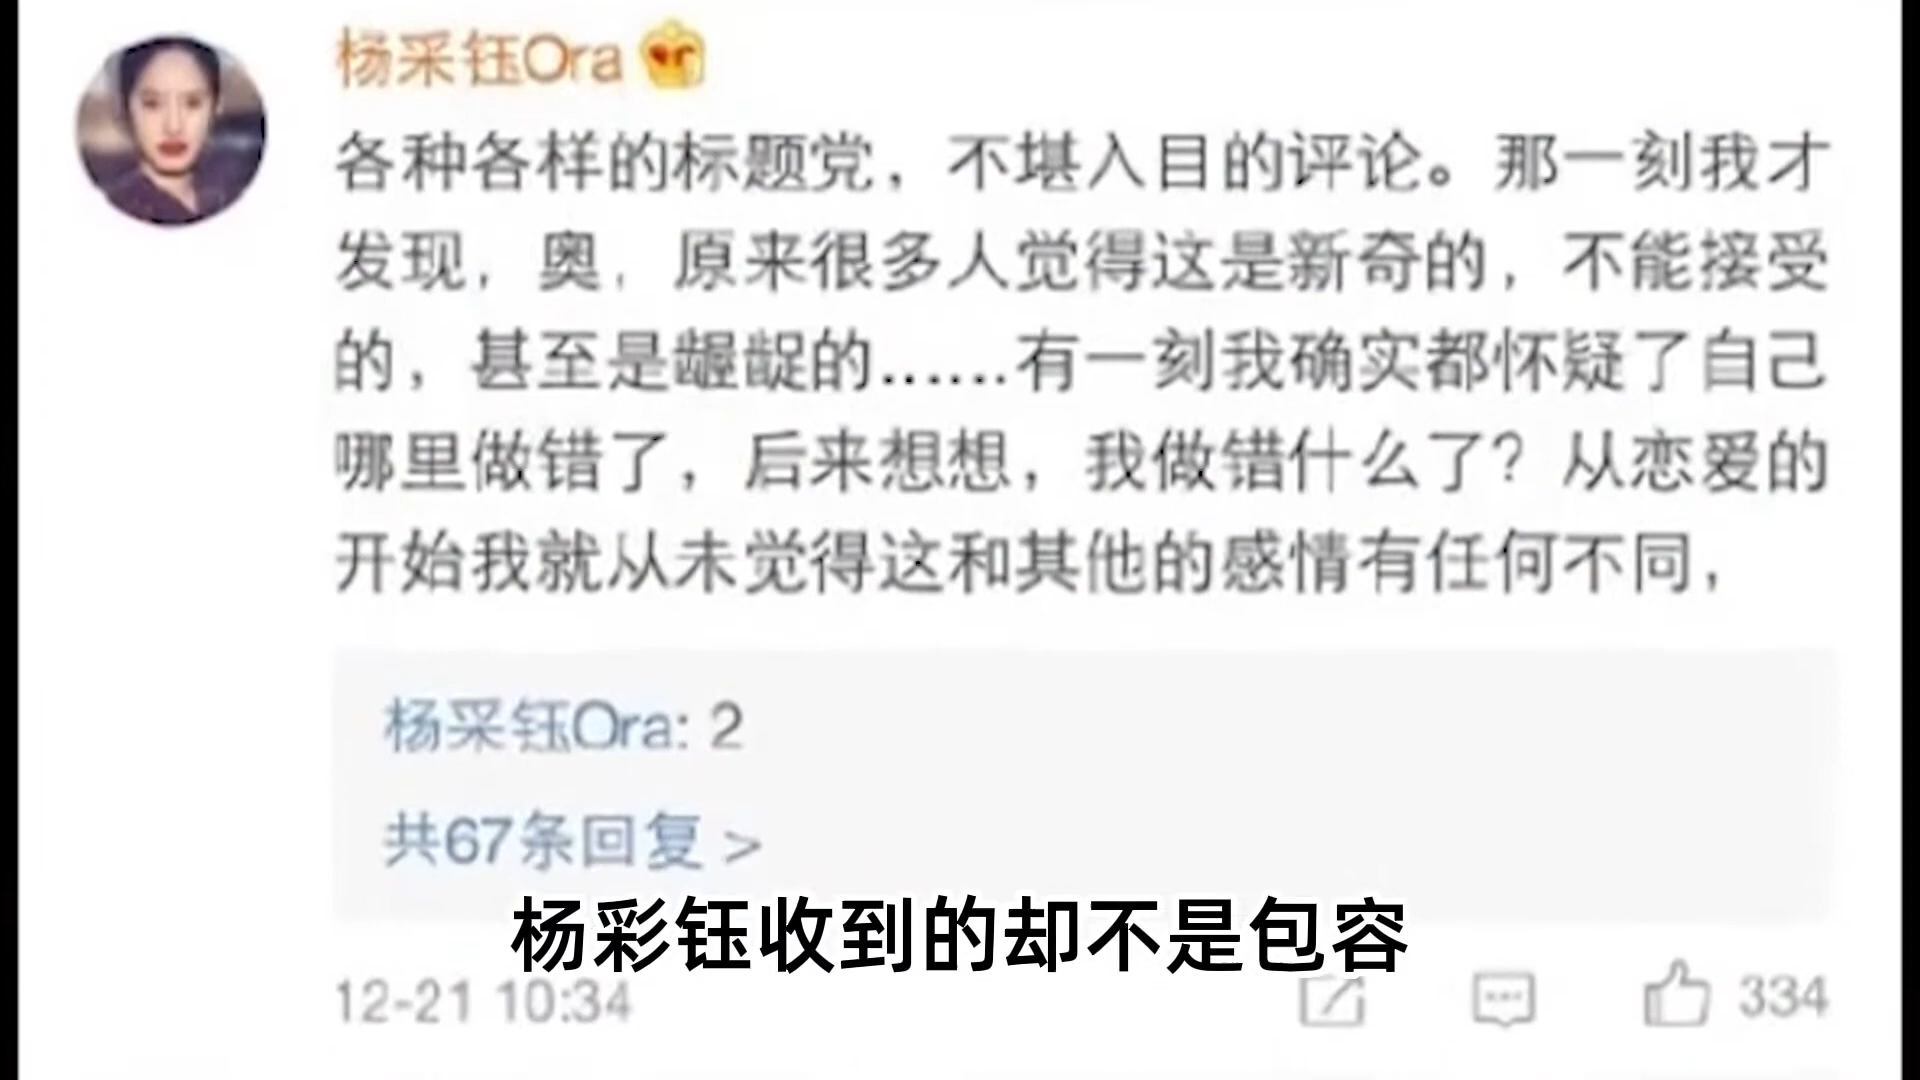 杨采钰Ora
各种各样的标题党，不堪入目的评论。那一刻我才
发现，奥，原来很多人觉得这是新奇的，不能接受
的，甚至是龌龊的……有一刻我确实都怀疑了自己
哪里做错了，后来想想，我做错什么了？从恋爱的
开始我就从未觉得这和其他的感情有任何不同，
杨采钰Ora: 2
共67条回复 >
杨彩钰收到的却不是包容
12-21 10:34
334